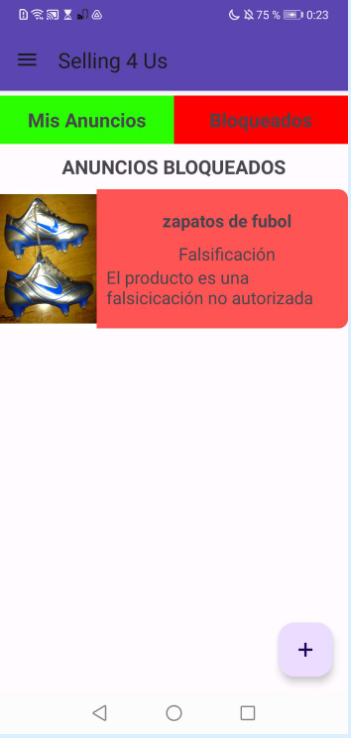 75 % 0:23
Selling 4 Us
Mis Anuncios Bloqueados
ANUNCIOS BLOQUEADOS
zapatos de fubol
Falsificación
El producto es una
falsicicación no autorizada
+